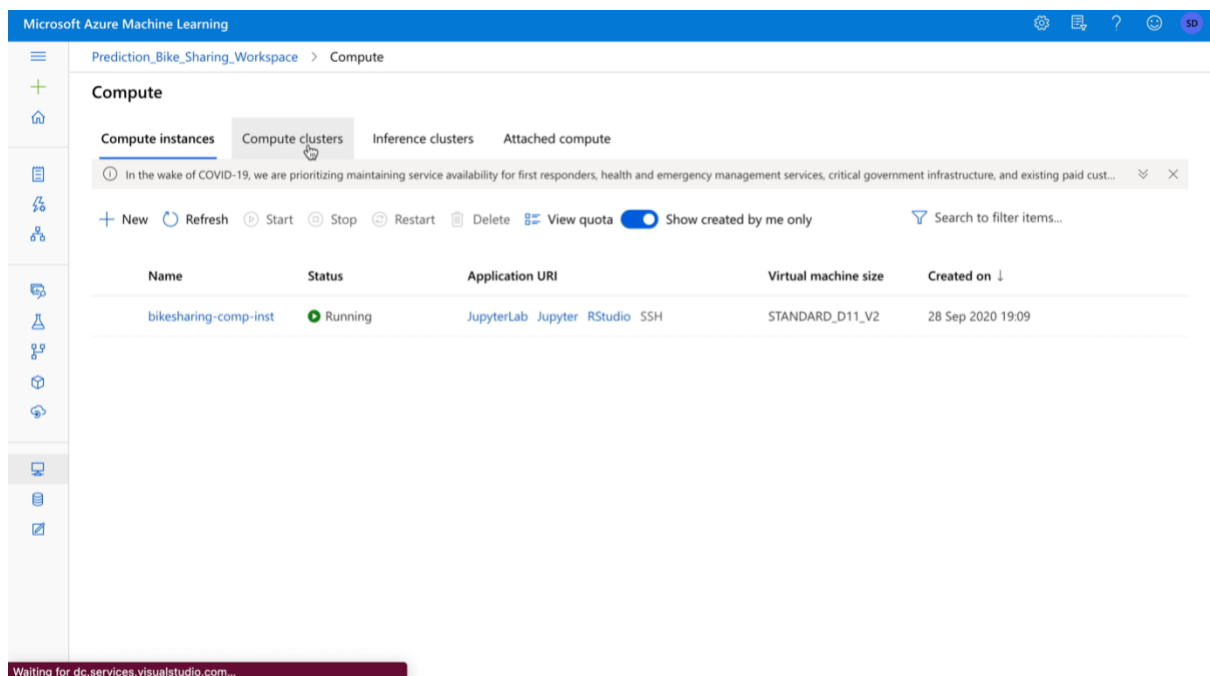 Microsoft Azure Machine Learning
SD
Prediction_Bike_Sharing_Workspace > Compute
Compute
Compute instances Compute clusters Inference clusters Attached compute
In the wake of COVID-19, we are prioritizing maintaining service availability for first responders, health and emergency management services, critical government infrastructure, and existing paid cust...
New Refresh Start Stop Restart Delete View quota Show created by me only Search to filter items...
Name Status Application URI Virtual machine size Created on ↓
bikesharing-comp-inst Running JupyterLab Jupyter RStudio SSH STANDARD_D11_V2 28 Sep 2020 19:09
Waiting for dc.services.visualstudio.com...